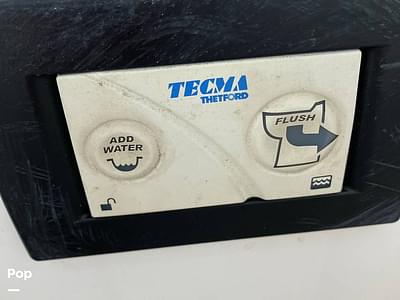 TECMA
THETFORD
ADD
WATER
FLUSH
Pop